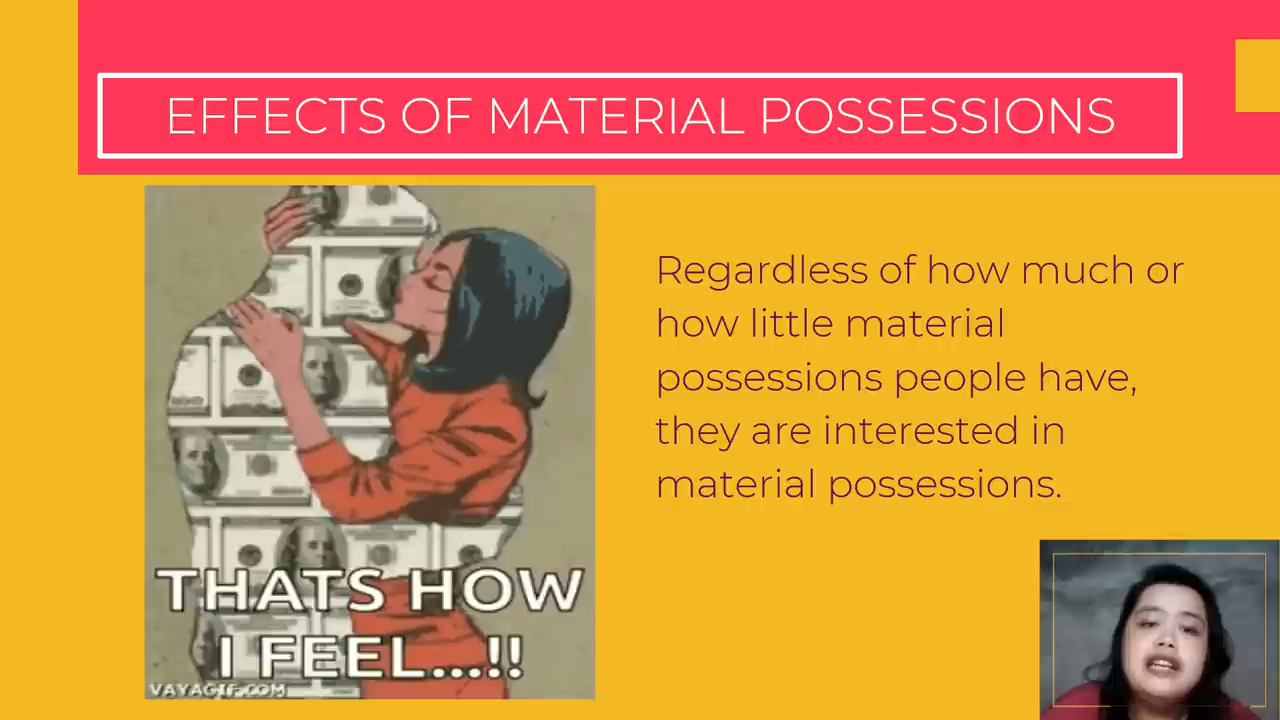 EFFECTS OF MATERIAL POSSESSIONS
Regardless of how much or
how little material
possessions people have,
they are interested in
material possessions.
THATS HOW
I FEEL...!!
VAYAGIF.COM